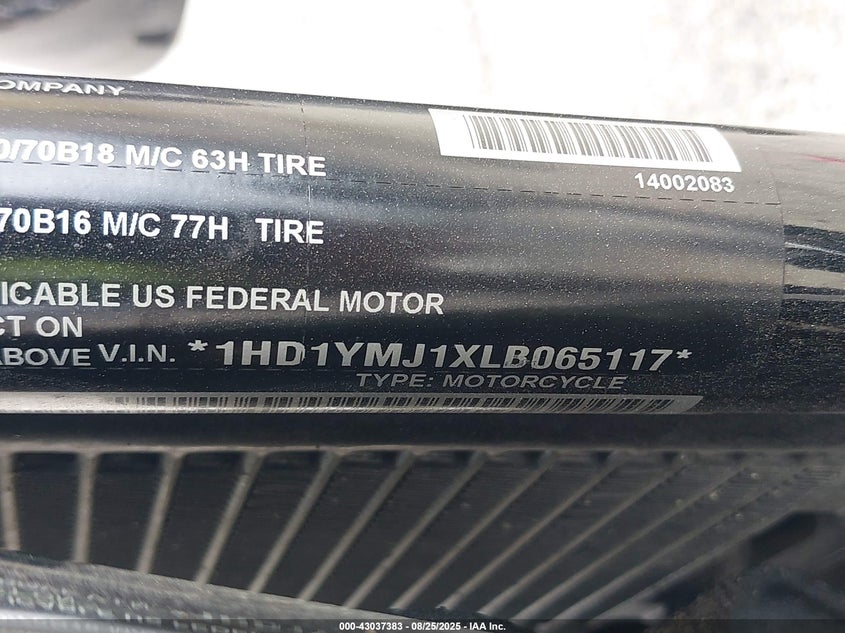 OMPANY
0/70B18 M/C 63H TIRE
14002083
70B16 M/C 77H TIRE
ICABLE US FEDERAL MOTOR
CT ON
ABOVE V.I.N. *1HD1YMJ1XLB065117*
TYPE: MOTORCYCLE
000-43037383 - 08/25/2025 - IAA Inc.